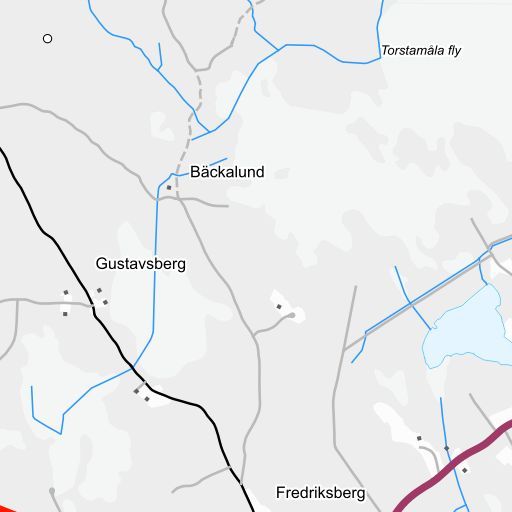 Torstamåla fly
Bäckalund
Gustavsberg
Fredriksberg